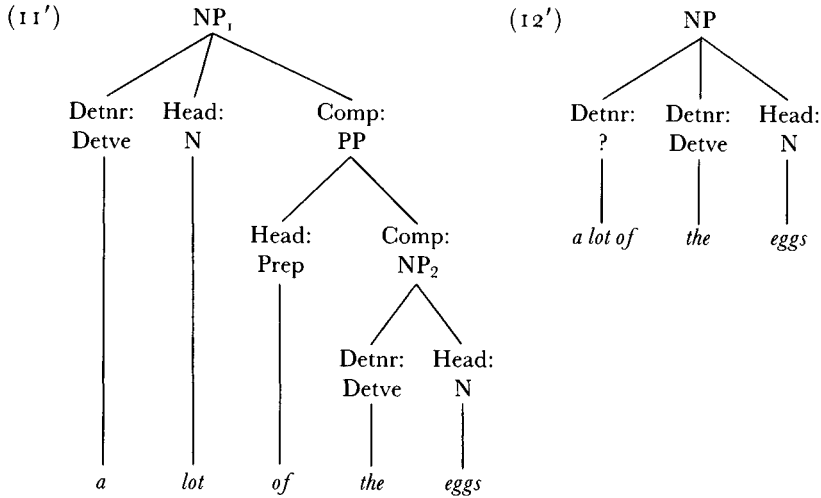 (11′) NP₁ (12′) NP
Detnr: Head: Comp: Detnr: Detnr: Head:
Detve N PP ? Detve N
Head: Comp: a lot of the eggs
Prep NP₂
Detnr: Head:
Detve N
a lot of the eggs